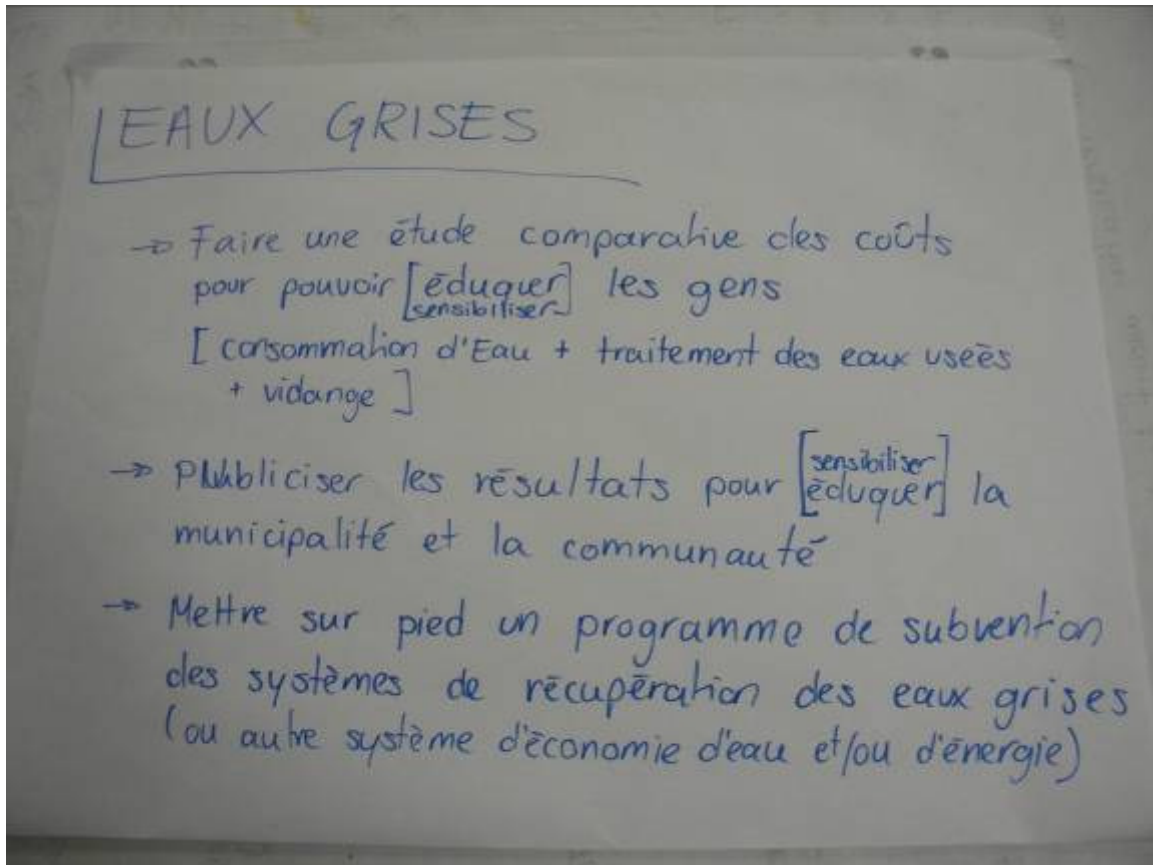 EAUX GRISES
→ Faire une étude comparative des coûts
pour pouvoir [éduquer les gens
sensibiliser]
[consommation d'Eau + traitement des eaux useés
+ vidange]
→ Publiciser les résultats pour [sensibiliser
éduquer] la
municipalité et la communauté
→ Mettre sur pied un programme de subvention
des systèmes de récupération des eaux grises
(ou autre système d'économie d'eau et/ou d'énergie)